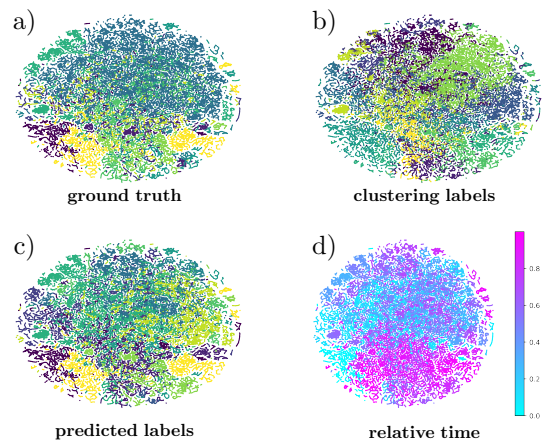 a)
b)
ground truth
clustering labels
c)
d)
0.8
0.6
0.4
0.2
0.0
predicted labels
relative time